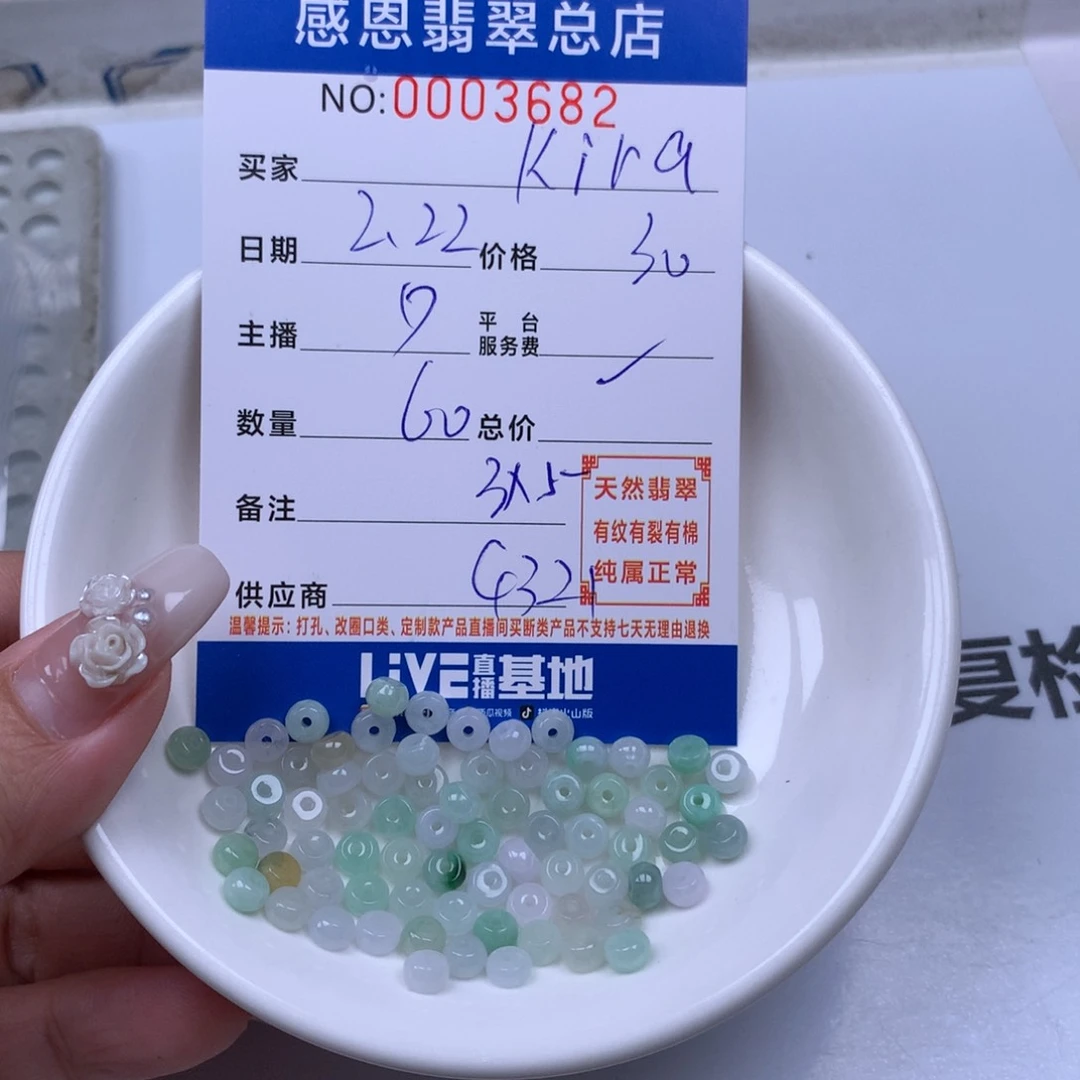 感恩翡翠总店
NO:0003682
买家 Kira
日期 2、22 价格 30
主播 9 平台服务费
数量 60 总价
备注 3X5
天然翡翠
有纹有裂有棉
纯属正常
供应商
温馨提示：打孔、改圈口类、定制款产品直播间买断类产品不支持七天无理由退换
LiVE直播基地
复检